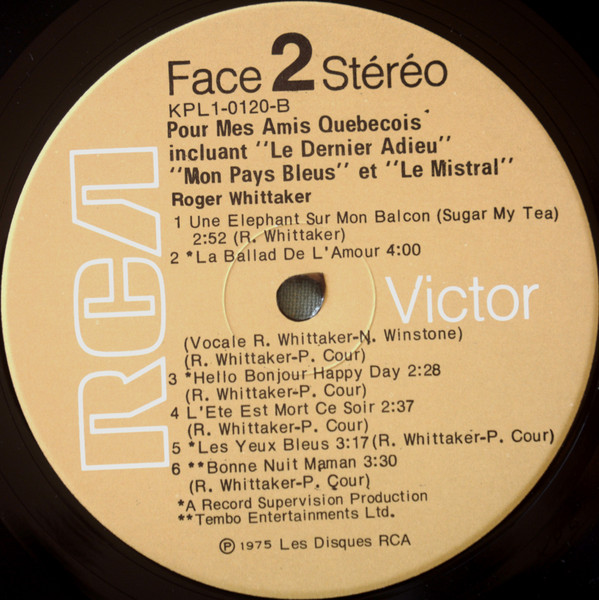 Face 2 Stéréo
KPL1-0120-B
Pour Mes Amis Quebecois
incluant "Le Dernier Adieu"
"Mon Pays Bleus" et "Le Mistral"
Roger Whittaker
1 Une Elephant Sur Mon Balcon (Sugar My Tea)
2:52 (R. Whittaker)
2 *La Ballad De L'Amour 4:00
RCA
Victor
(Vocale R. Whittaker-N. Winstone)
(R. Whittaker-P. Cour)
3 *Hello Bonjour Happy Day 2:28
(R. Whittaker-P. Cour)
4 L'Ete Est Mort Ce Soir 2:37
(R. Whittaker-P. Cour)
5 *Les Yeux Bleus 3:17 (R. Whittaker-P. Cour)
6 **Bonne Nuit Maman 3:30
(R. Whittaker-P. Cour)
*A Record Supervision Production
**Tembo Entertainments Ltd.
℗ 1975 Les Disques RCA